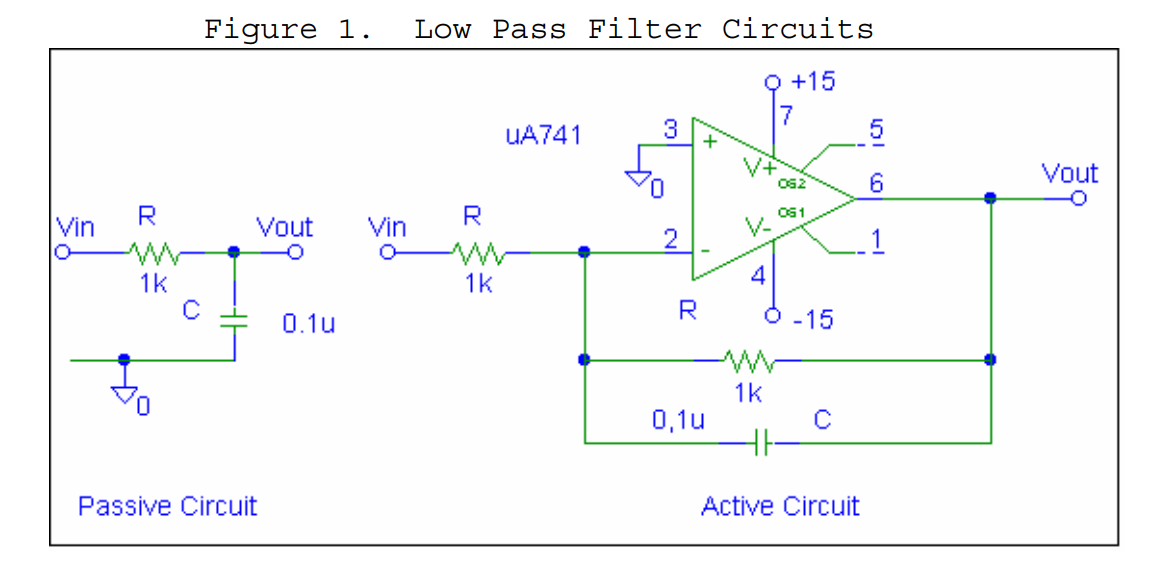 Figure 1.  Low Pass Filter Circuits
+15
7
uA741
3
+
5
V+
OS2
0
6
Vout
Vin
R
Vout
Vin
R
OS1
V-
2
-
1
1k
1k
4
C
0.1u
R
-15
0
1k
0,1u
C
Passive Circuit
Active Circuit